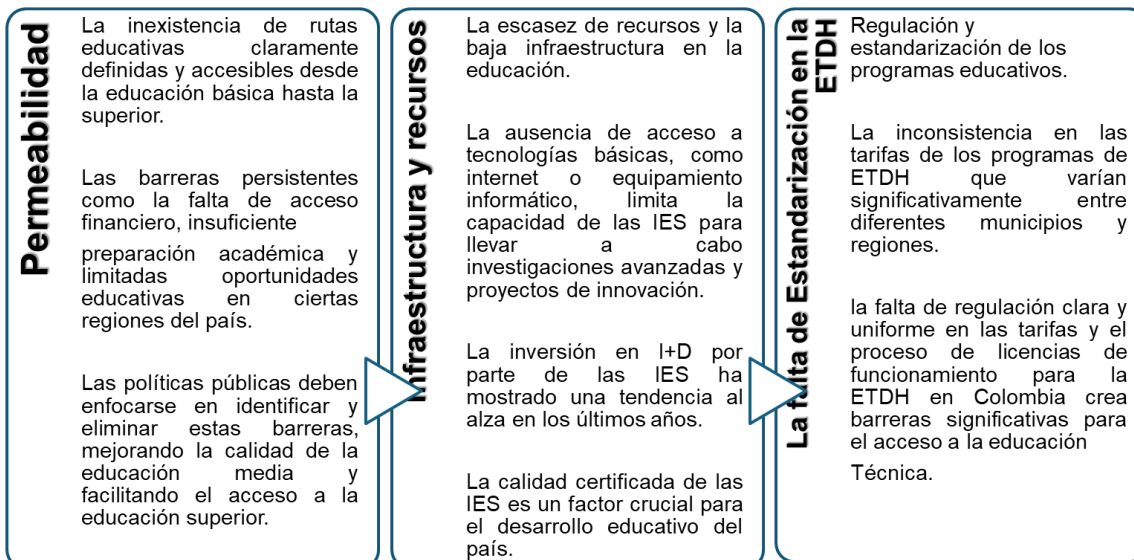 Permeabilidad
La inexistencia de rutas
educativas claramente
definidas y accesibles desde
la educación básica hasta la
superior.
Las barreras persistentes
como la falta de acceso
financiero, insuficiente
preparación académica y
limitadas oportunidades
educativas en ciertas
regiones del país.
Las políticas públicas deben
enfocarse en identificar y
eliminar estas barreras,
mejorando la calidad de la
educación media y
facilitando el acceso a la
educación superior.
Infraestructura y recursos
La escasez de recursos y la
baja infraestructura en la
educación.
La ausencia de acceso a
tecnologías básicas, como
internet o equipamiento
informático, limita la
capacidad de las IES para
llevar a cabo
investigaciones avanzadas y
proyectos de innovación.
La inversión en I+D por
parte de las IES ha
mostrado una tendencia al
alza en los últimos años.
La calidad certificada de las
IES es un factor crucial para
el desarrollo educativo del
país.
La falta de Estandarización en la
ETDH
Regulación y
estandarización de los
programas educativos.
La inconsistencia en las
tarifas de los programas de
ETDH que varían
significativamente entre
diferentes municipios y
regiones.
la falta de regulación clara y
uniforme en las tarifas y el
proceso de licencias de
funcionamiento para la
ETDH en Colombia crea
barreras significativas para
el acceso a la educación
Técnica.